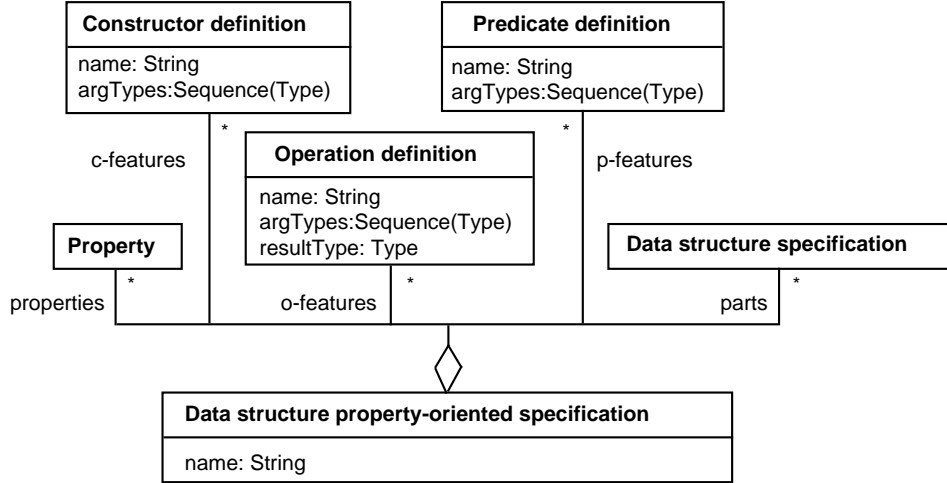 Constructor definition
name: String
argTypes:Sequence(Type)
Predicate definition
name: String
argTypes:Sequence(Type)
*
*
c-features
p-features
Operation definition
name: String
argTypes:Sequence(Type)
resultType: Type
Property
Data structure specification
*
*
*
properties
o-features
parts
Data structure property-oriented specification
name: String